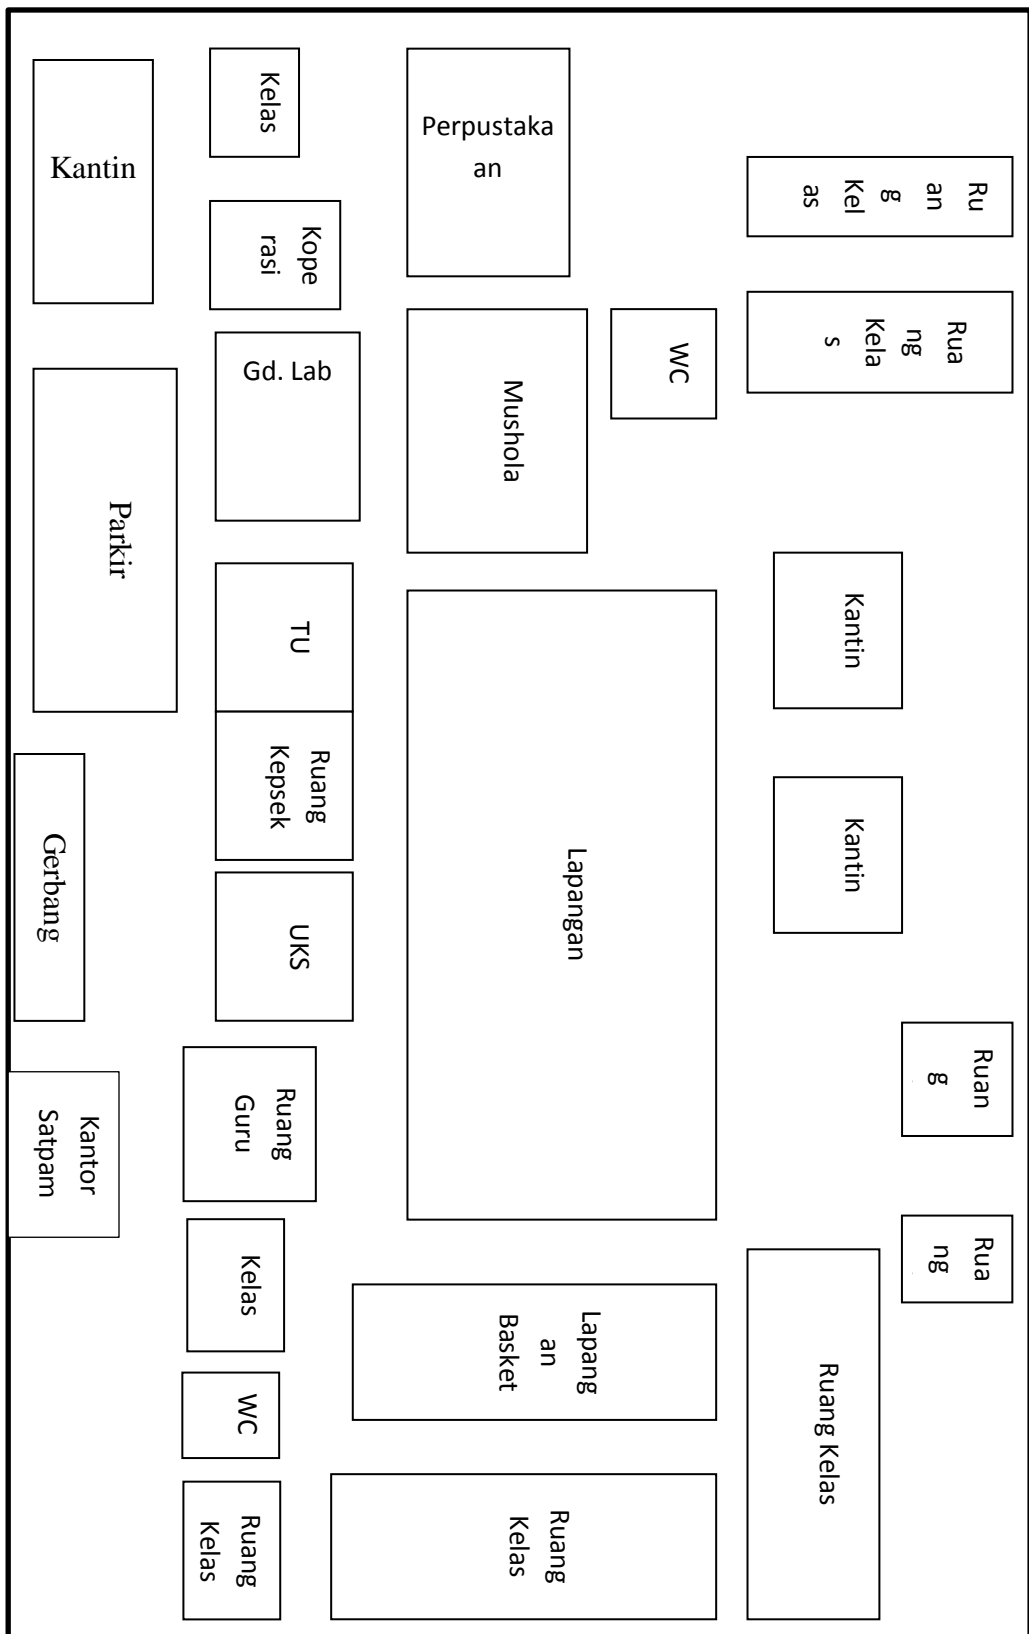 Kelas
Kantin
Perpustaka
an
Ru
an
g
Kel
as
Kope
rasi
Rua
ng
Kela
s
WC
Gd. Lab
Mushola
Parkir
TU
Kantin
Ruang
Kepsek
Kantin
Lapangan
Gerbang
UKS
Ruan
g
Ruang
Guru
Kantor
Satpam
Rua
ng
Kelas
Lapang
an
Basket
Ruang Kelas
WC
Ruang
Kelas
Ruang
Kelas